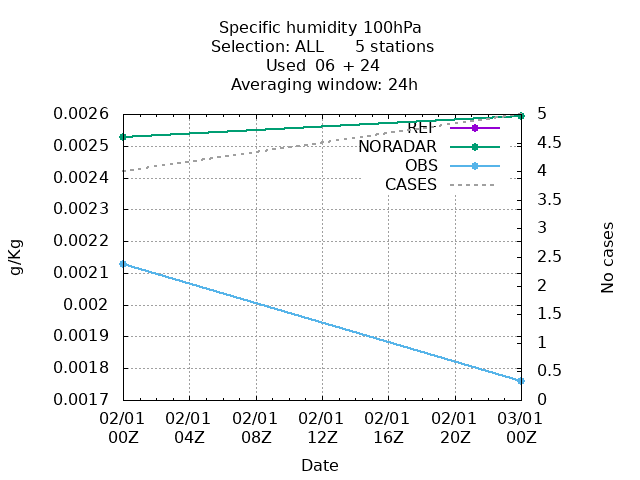 Specific humidity 100hPa
Selection: ALL 5 stations
Used 06 + 24
Averaging window: 24h
0.0026
0.0025
0.0024
0.0023
0.0022
0.0021
0.002
0.0019
0.0018
0.0017
g/Kg
REF
NORADAR
OBS
CASES
5
4.5
4
3.5
3
2.5
2
1.5
1
0.5
0
No cases
02/01 02/01 02/01 02/01 02/01 02/01 03/01
00Z 04Z 08Z 12Z 16Z 20Z 00Z
Date